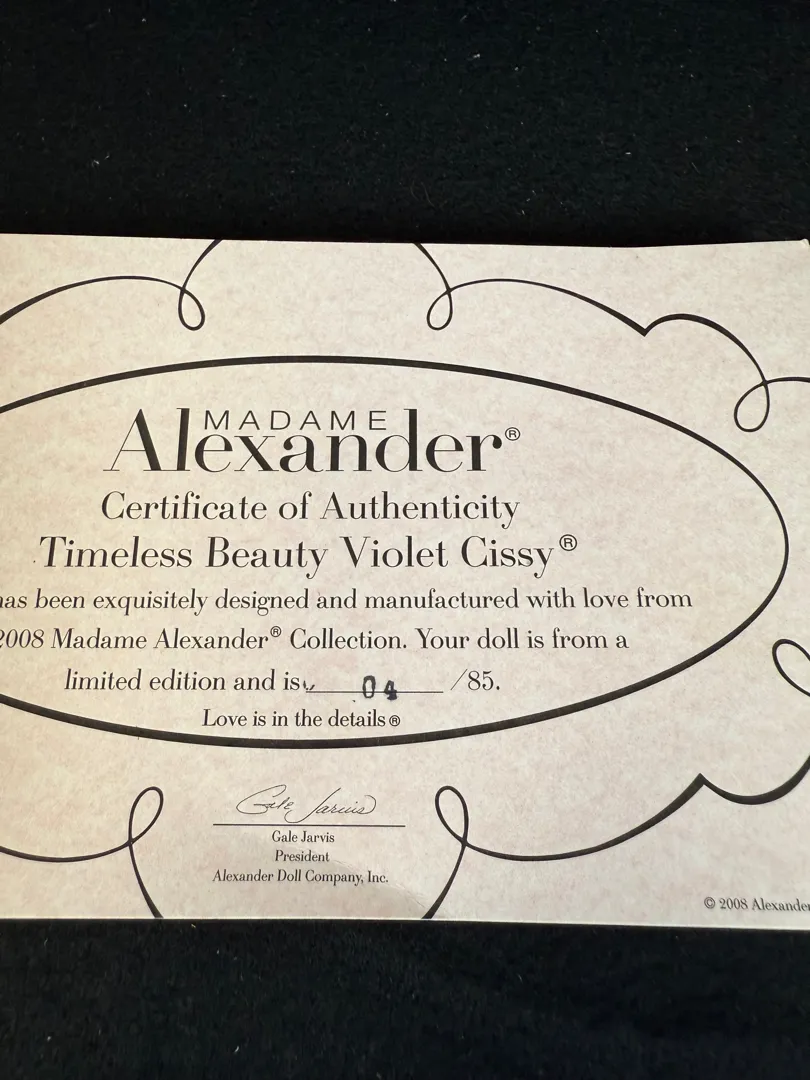 MADAME
Alexander®
Certificate of Authenticity
Timeless Beauty Violet Cissy®
has been exquisitely designed and manufactured with love from
2008 Madame Alexander® Collection. Your doll is from a
limited edition and is 04 /85.
Love is in the details®
Gale Jarvis
Gale Jarvis
President
Alexander Doll Company, Inc.
© 2008 Alexander